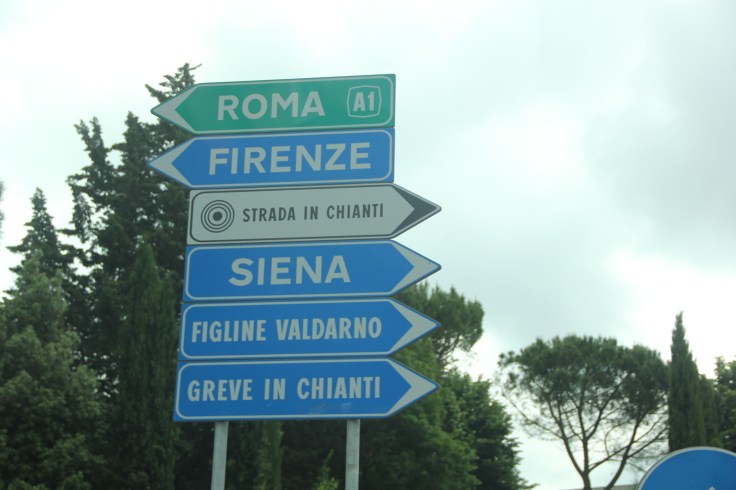 ROMA A1
FIRENZE
STRADA IN CHIANTI
SIENA
FIGLINE VALDARNO
GREVE IN CHIANTI